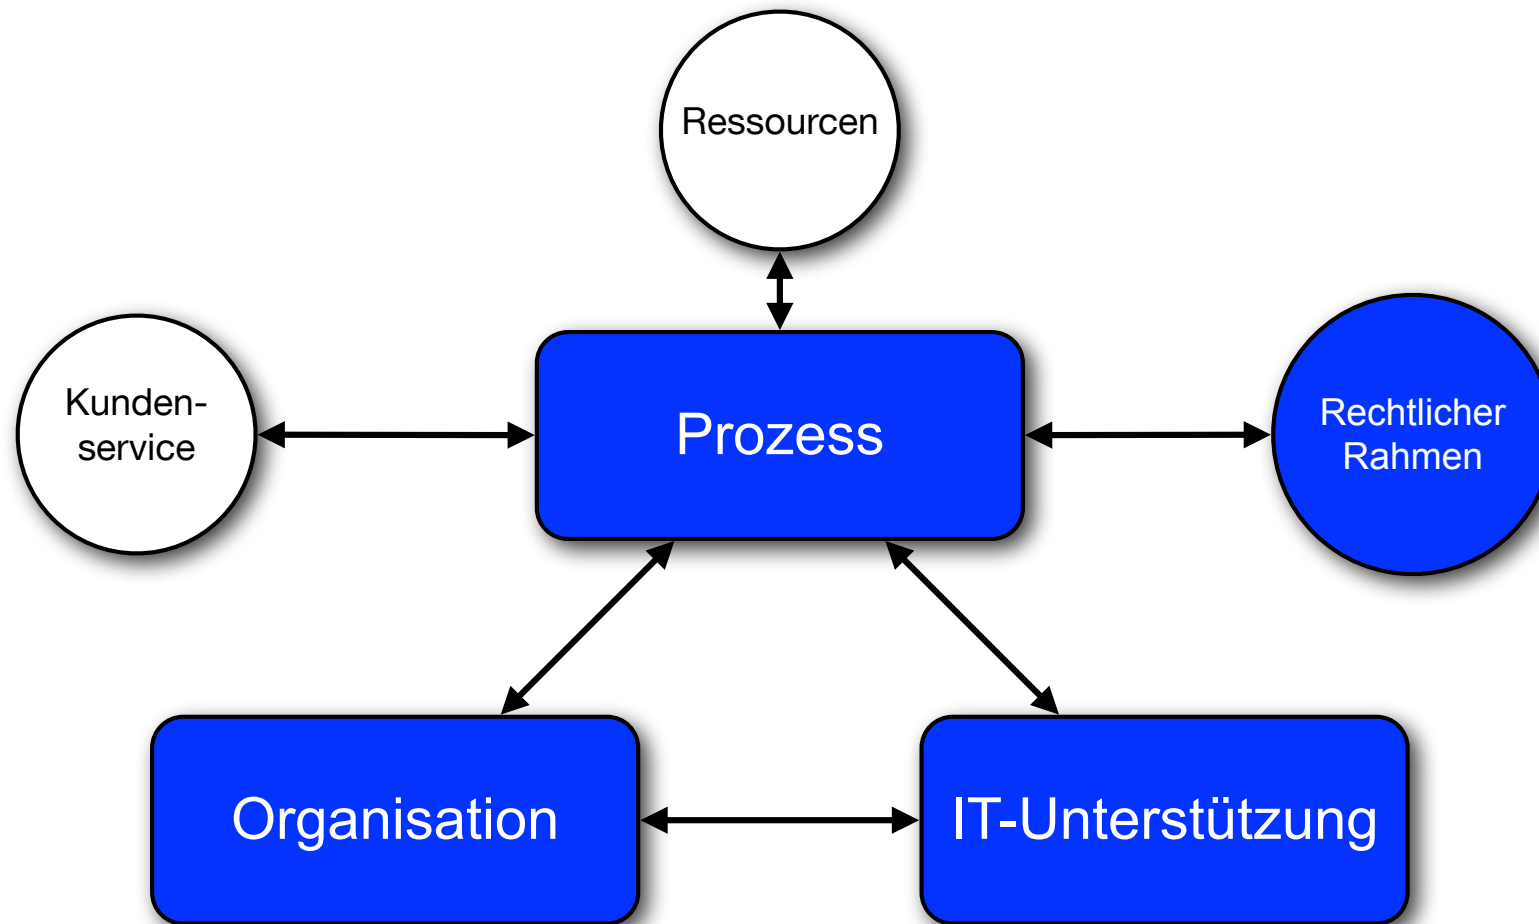 Ressourcen
Kunden-
service
Prozess
Rechtlicher
Rahmen
Organisation
IT-Unterstützung